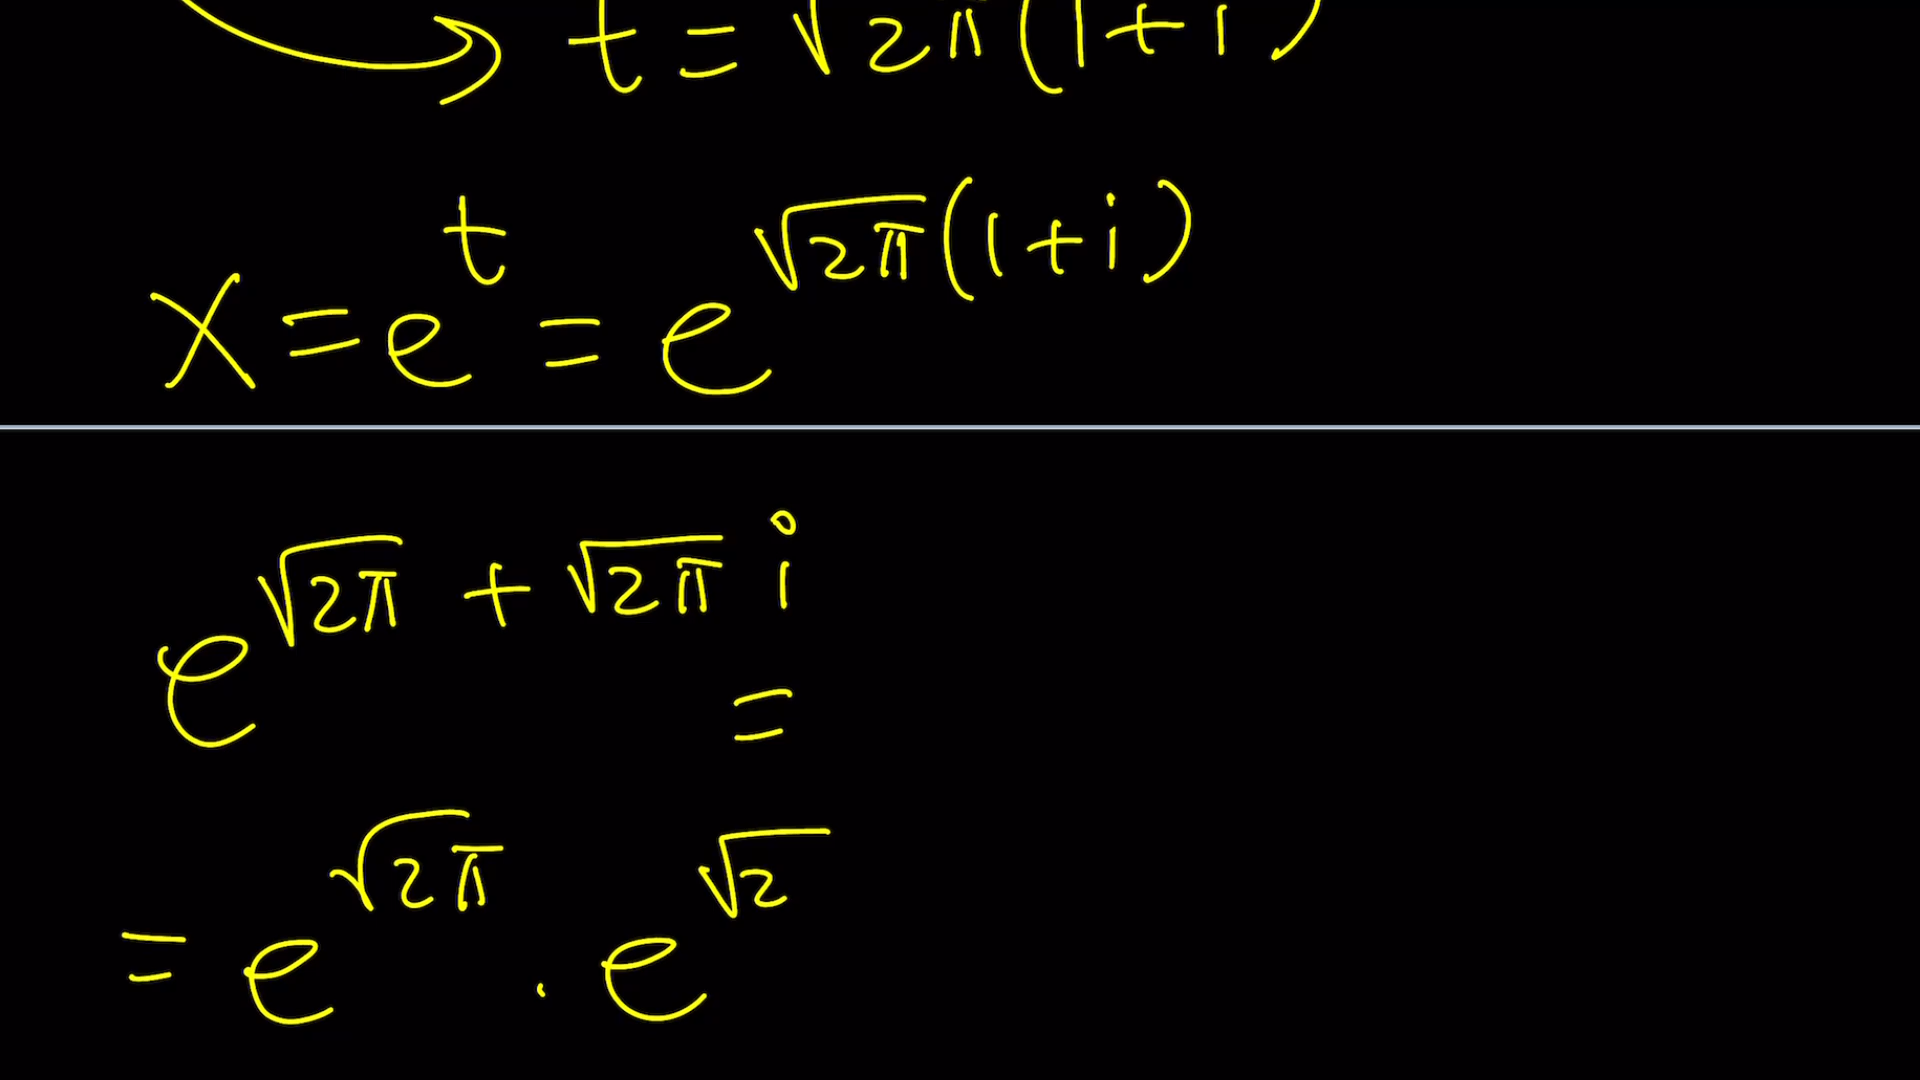 t = √2π(1+i)
x = e^t = e^√2π(1+i)
e^√2π + √2π i =
= e^√2π . e^√2